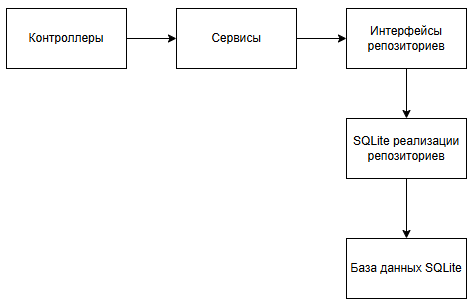 Контроллеры
Сервисы
Интерфейсы
репозиториев
SQLite реализации
репозиториев
База данных SQLite